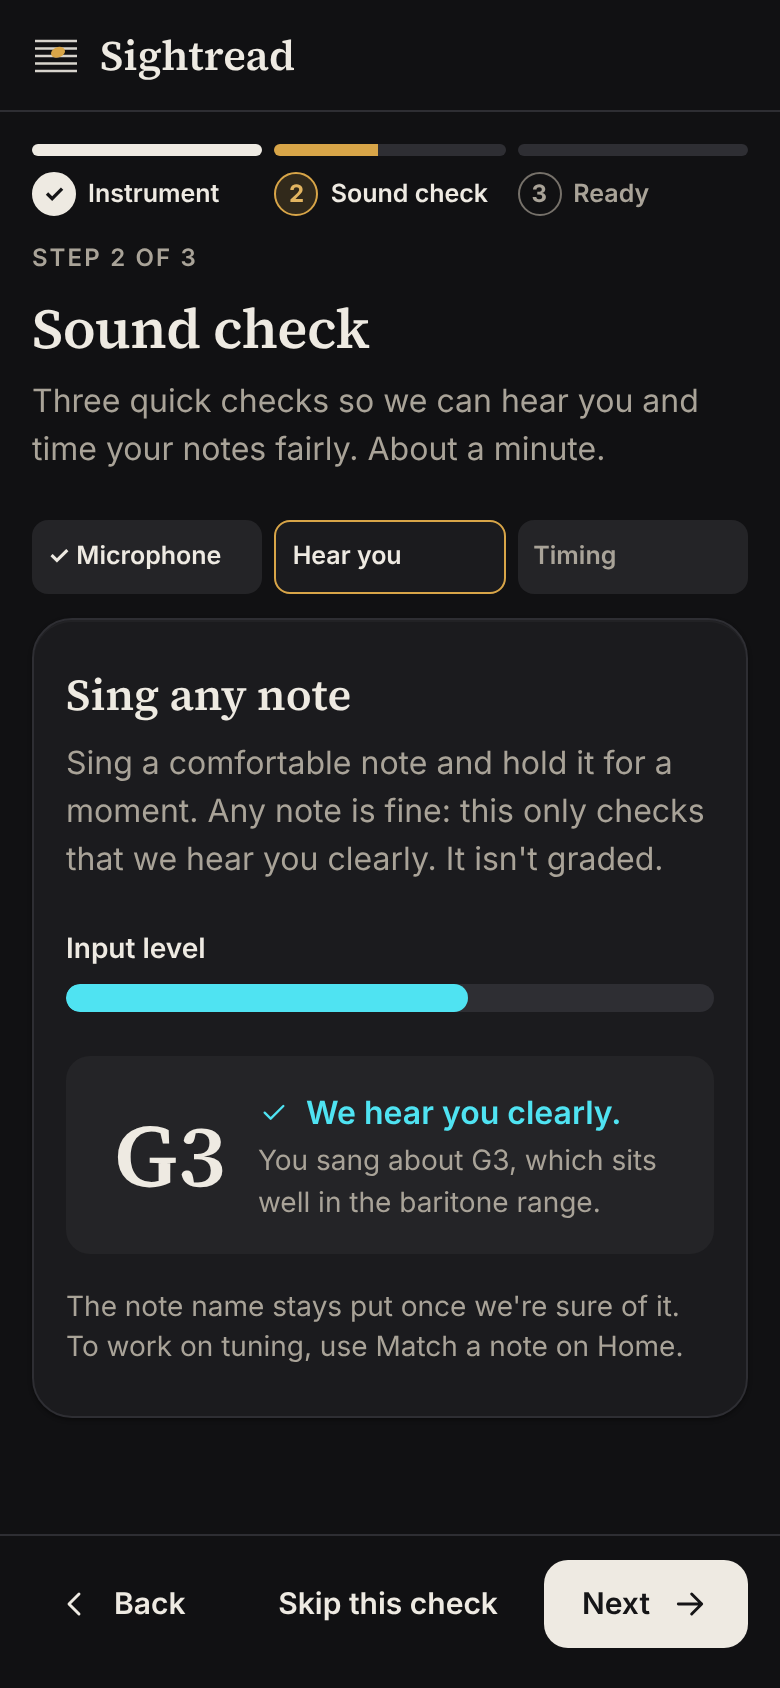 Sightread
Instrument
2 Sound check
3 Ready
STEP 2 OF 3
Sound check
Three quick checks so we can hear you and
time your notes fairly. About a minute.
Microphone
Hear you
Timing
Sing any note
Sing a comfortable note and hold it for a
moment. Any note is fine: this only checks
that we hear you clearly. It isn't graded.
Input level
G3
We hear you clearly.
You sang about G3, which sits
well in the baritone range.
The note name stays put once we're sure of it.
To work on tuning, use Match a note on Home.
Back
Skip this check
Next